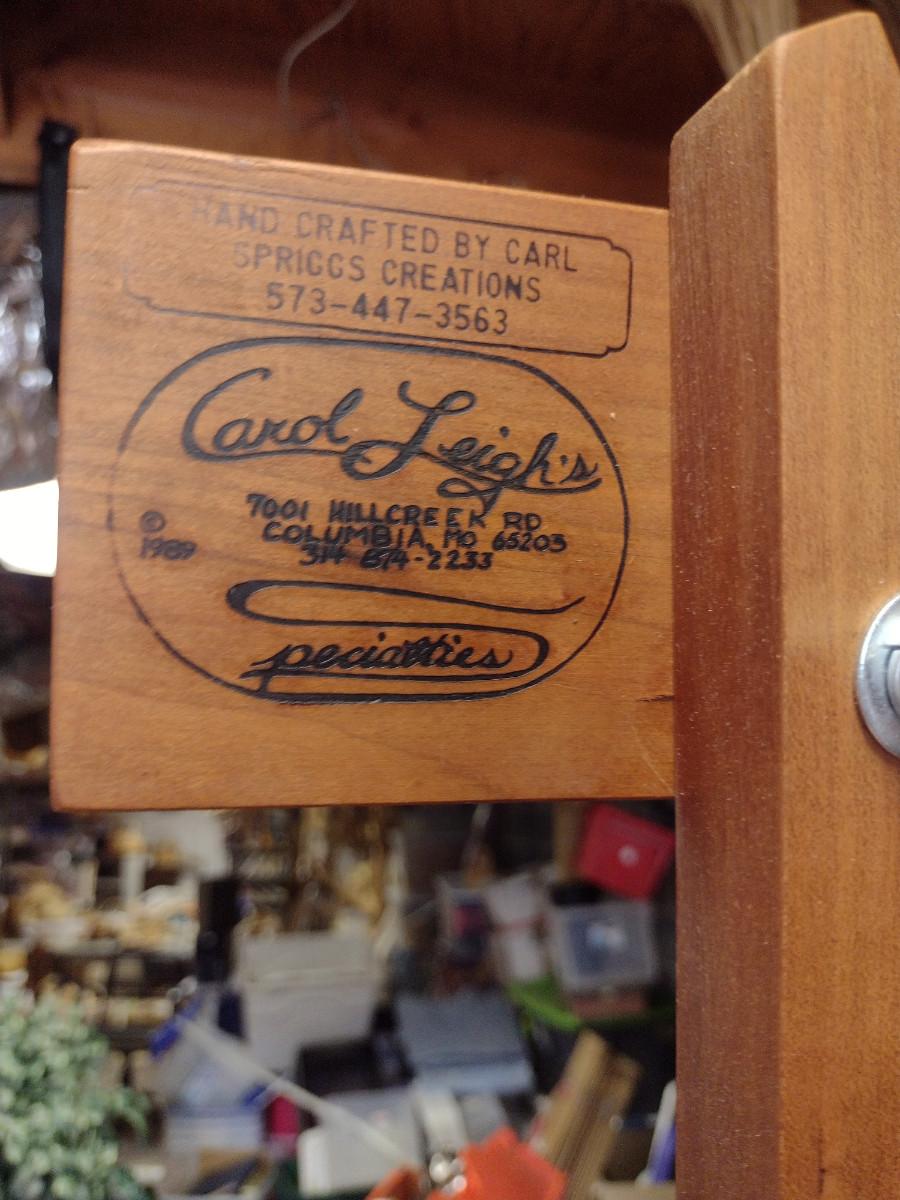 HAND CRAFTED BY CARL
SPRIGGS CREATIONS
573-447-3563
Carol Leigh's
7001 HILLCREEK RD
COLUMBIA, MO 65203
314 874-2233
© 1989
Specialties